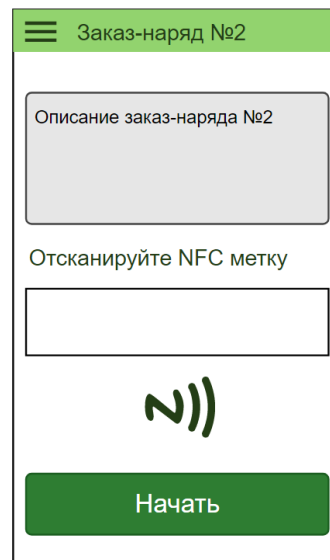 Заказ-наряд №2
Описание заказ-наряда №2
Отсканируйте NFC метку
Начать